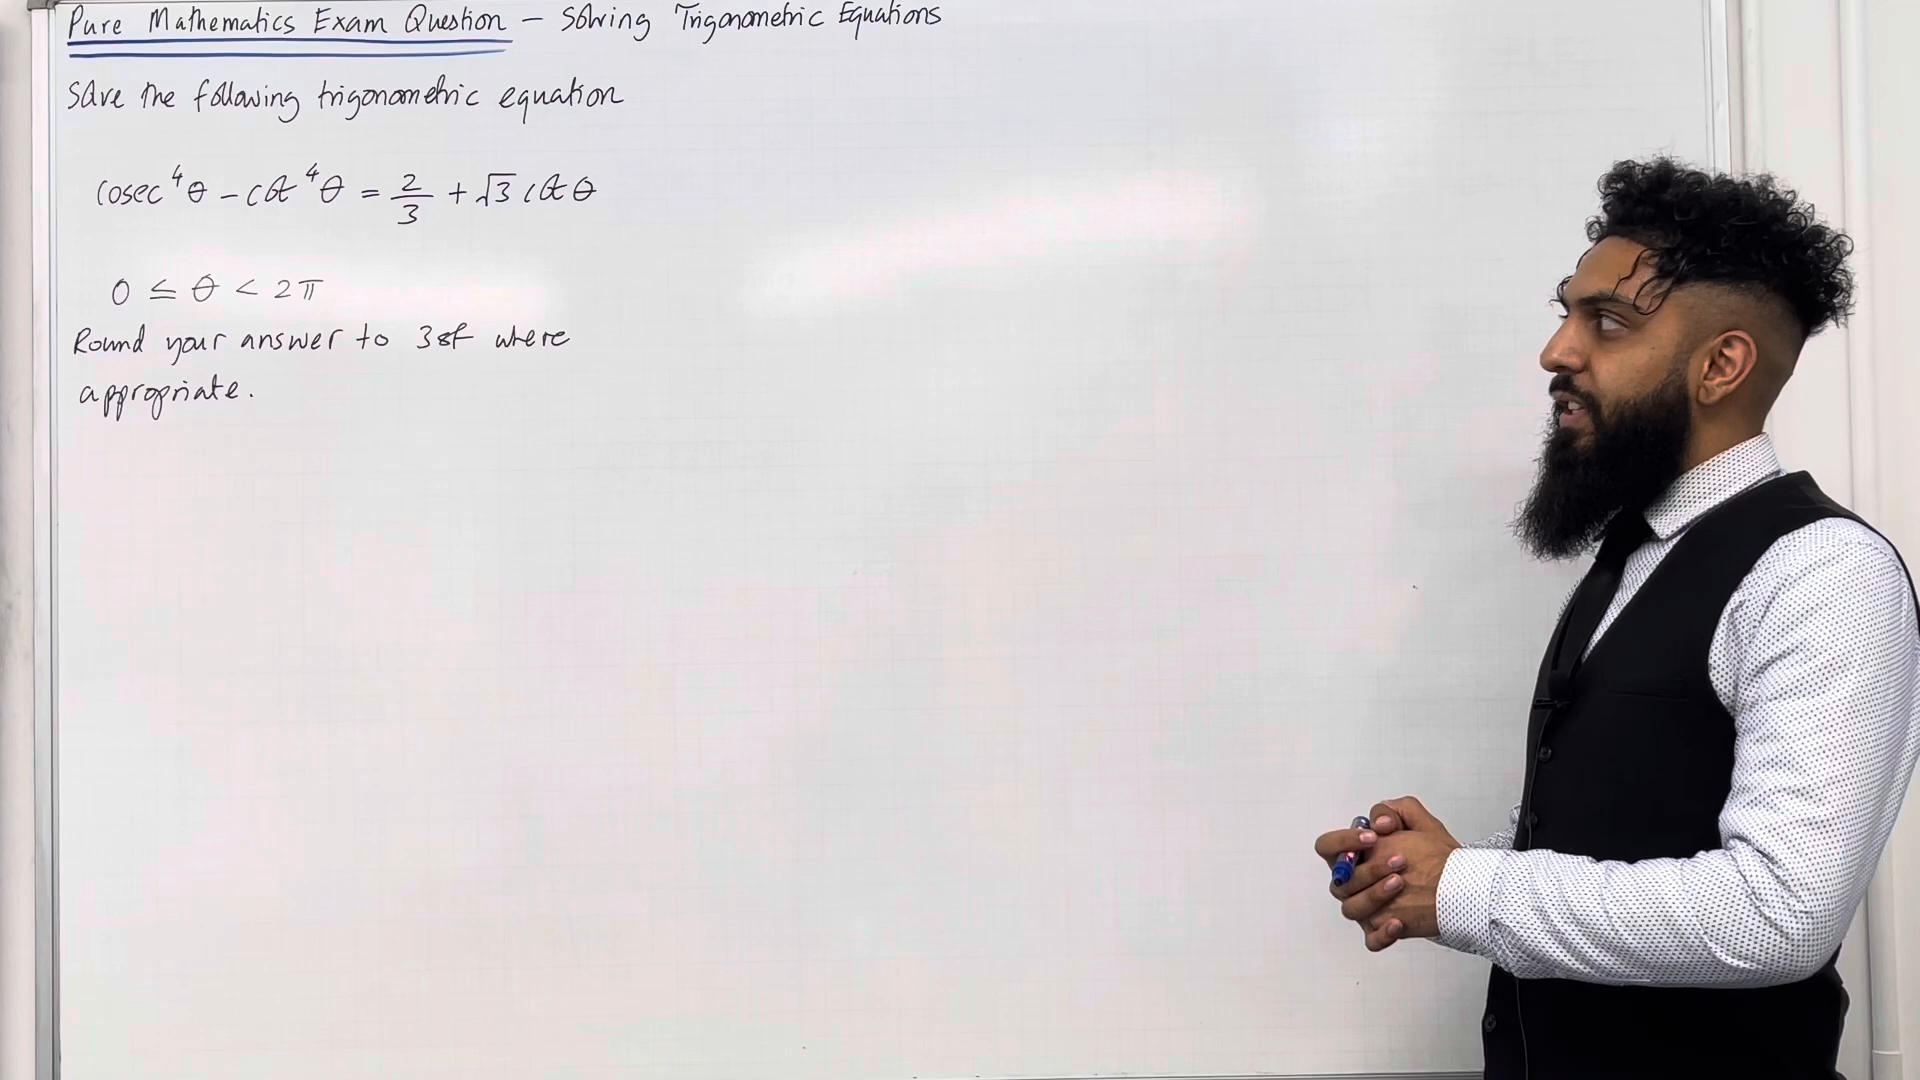 Pure Mathematics Exam Question – Solving Trigonometric Equations
Solve the following trigonometric equation
cosec⁴θ - cot⁴θ = 2/3 + √3 cot θ
0 ≤ θ < 2π
Round your answer to 3sf where
appropriate.